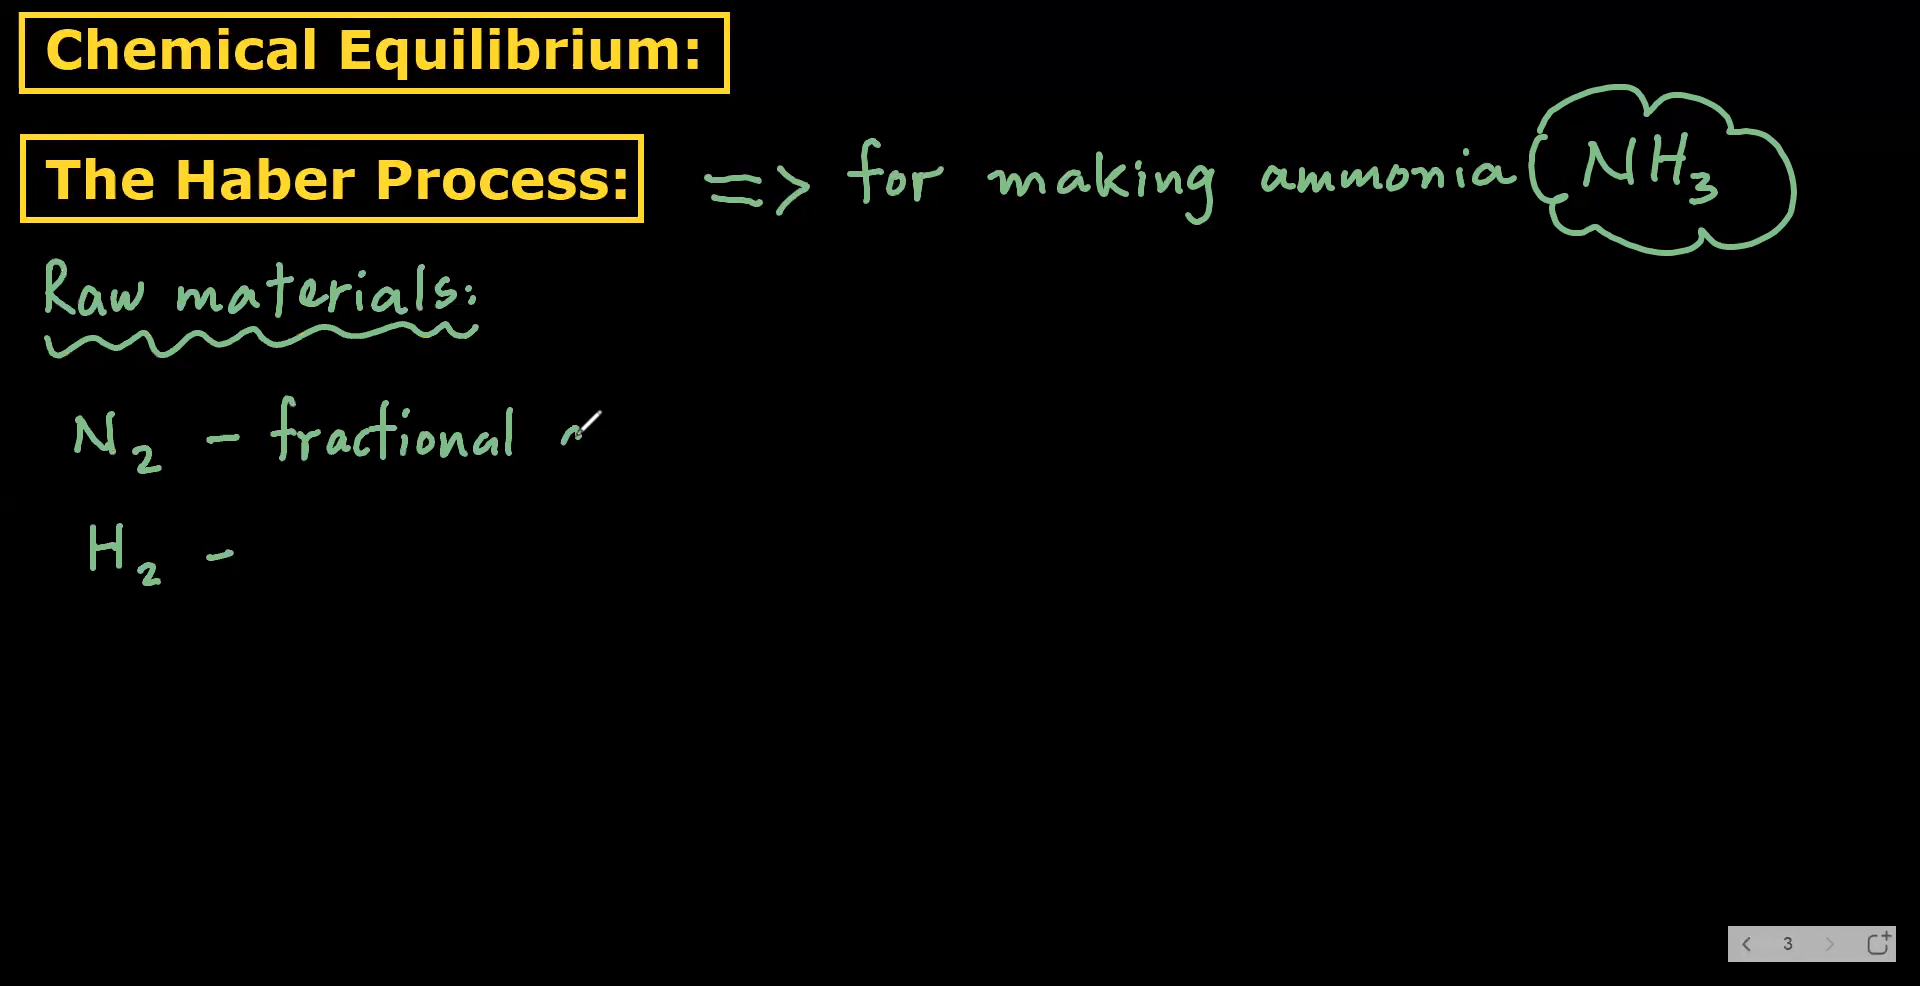 Chemical Equilibrium:
The Haber Process: => for making ammonia NH₃
Raw materials:
N₂ - fractional
H₂ -
3